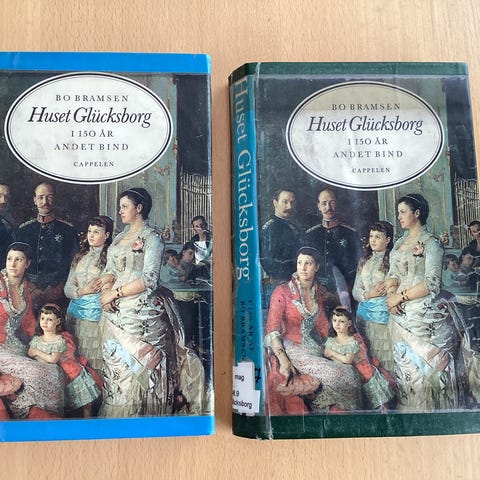 BO BRAMSEN
Huset Glücksborg
I 150 ÅR
ANDET BIND
CAPPELEN
Huset Glücksborg
BO BRAMSEN
mag
BO BRAMSEN
Huset Glücksborg
I 150 ÅR
ANDET BIND
CAPPELEN